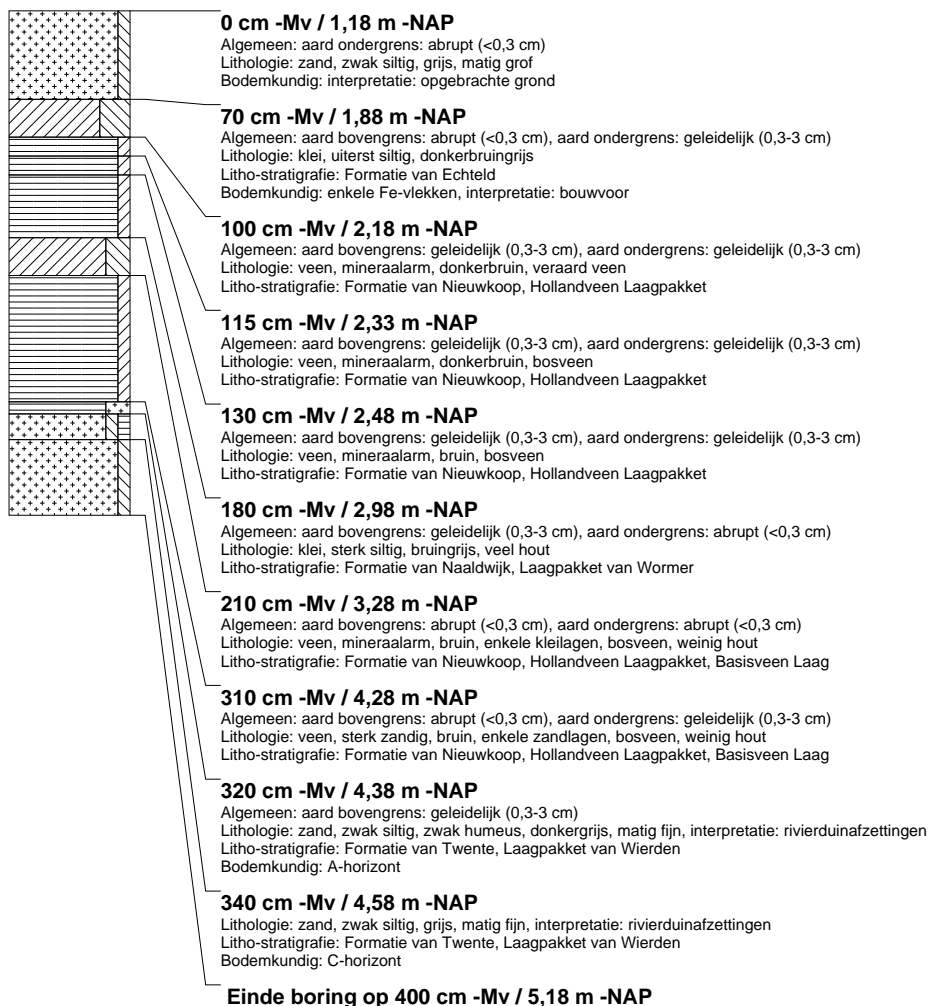 0 cm -Mv / 1,18 m -NAP
Algemeen: aard ondergrens: abrupt (<0,3 cm)
Lithologie: zand, zwak siltig, grijs, matig grof
Bodemkundig: interpretatie: opgebrachte grond
70 cm -Mv / 1,88 m -NAP
Algemeen: aard bovengrens: abrupt (<0,3 cm), aard ondergrens: geleidelijk (0,3-3 cm)
Lithologie: klei, uiterst siltig, donkerbruingrijs
Litho-stratigrafie: Formatie van Echteld
Bodemkundig: enkele Fe-vlekken, interpretatie: bouwvoor
100 cm -Mv / 2,18 m -NAP
Algemeen: aard bovengrens: geleidelijk (0,3-3 cm), aard ondergrens: geleidelijk (0,3-3 cm)
Lithologie: veen, mineraalarm, donkerbruin, veraard veen
Litho-stratigrafie: Formatie van Nieuwkoop, Hollandveen Laagpakket
115 cm -Mv / 2,33 m -NAP
Algemeen: aard bovengrens: geleidelijk (0,3-3 cm), aard ondergrens: geleidelijk (0,3-3 cm)
Lithologie: veen, mineraalarm, donkerbruin, bosveen
Litho-stratigrafie: Formatie van Nieuwkoop, Hollandveen Laagpakket
130 cm -Mv / 2,48 m -NAP
Algemeen: aard bovengrens: geleidelijk (0,3-3 cm), aard ondergrens: geleidelijk (0,3-3 cm)
Lithologie: veen, mineraalarm, bruin, bosveen
Litho-stratigrafie: Formatie van Nieuwkoop, Hollandveen Laagpakket
180 cm -Mv / 2,98 m -NAP
Algemeen: aard bovengrens: geleidelijk (0,3-3 cm), aard ondergrens: abrupt (<0,3 cm)
Lithologie: klei, sterk siltig, bruingrijs, veel hout
Litho-stratigrafie: Formatie van Naaldwijk, Laagpakket van Wormer
210 cm -Mv / 3,28 m -NAP
Algemeen: aard bovengrens: abrupt (<0,3 cm), aard ondergrens: abrupt (<0,3 cm)
Lithologie: veen, mineraalarm, bruin, enkele kleilagen, bosveen, weinig hout
Litho-stratigrafie: Formatie van Nieuwkoop, Hollandveen Laagpakket, Basisveen Laag
310 cm -Mv / 4,28 m -NAP
Algemeen: aard bovengrens: abrupt (<0,3 cm), aard ondergrens: geleidelijk (0,3-3 cm)
Lithologie: veen, sterk zandig, bruin, enkele zandlagen, bosveen, weinig hout
Litho-stratigrafie: Formatie van Nieuwkoop, Hollandveen Laagpakket, Basisveen Laag
320 cm -Mv / 4,38 m -NAP
Algemeen: aard bovengrens: geleidelijk (0,3-3 cm)
Lithologie: zand, zwak siltig, zwak humeus, donkergrijs, matig fijn, interpretatie: rivierduinafzettingen
Litho-stratigrafie: Formatie van Twente, Laagpakket van Wierden
Bodemkundig: A-horizont
340 cm -Mv / 4,58 m -NAP
Lithologie: zand, zwak siltig, grijs, matig fijn, interpretatie: rivierduinafzettingen
Litho-stratigrafie: Formatie van Twente, Laagpakket van Wierden
Bodemkundig: C-horizont
Einde boring op 400 cm -Mv / 5,18 m -NAP